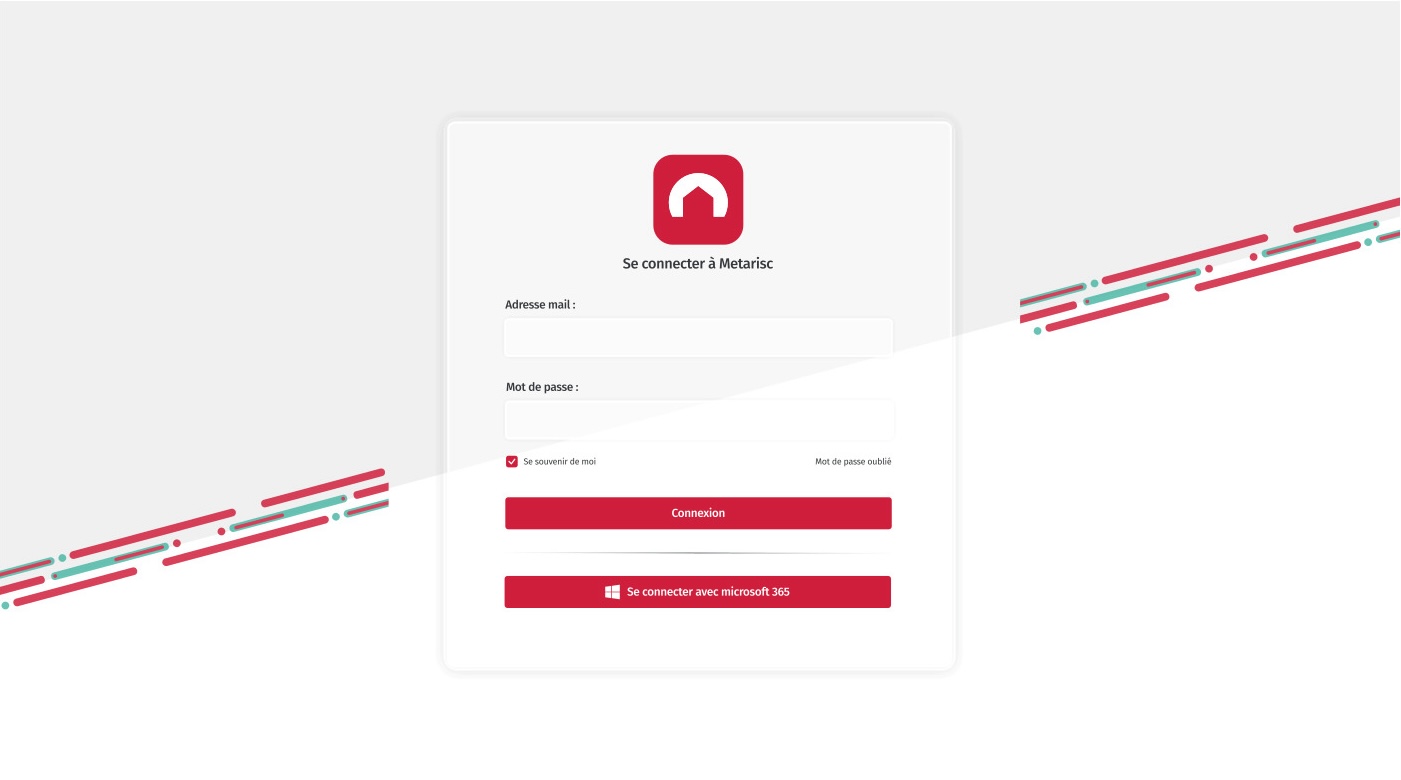 Se connecter à Metarisc
Adresse mail :
Mot de passe :
Se souvenir de moi
Mot de passe oublié
Connexion
Se connecter avec microsoft 365